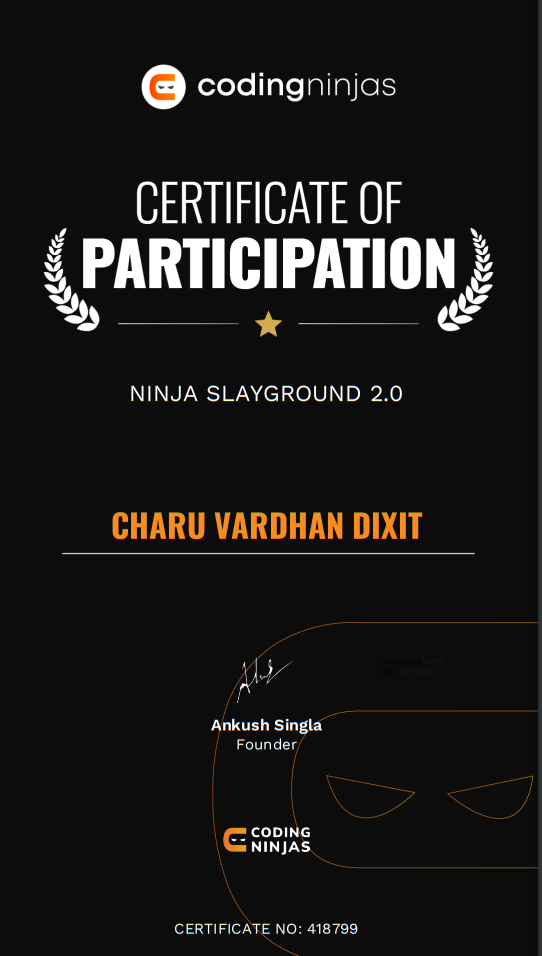 codingninjas
CERTIFICATE OF
PARTICIPATION
NINJA SLAYGROUND 2.0
CHARU VARDHAN DIXIT
Ankush Singla
Founder
CODING
NINJAS
CERTIFICATE NO: 418799